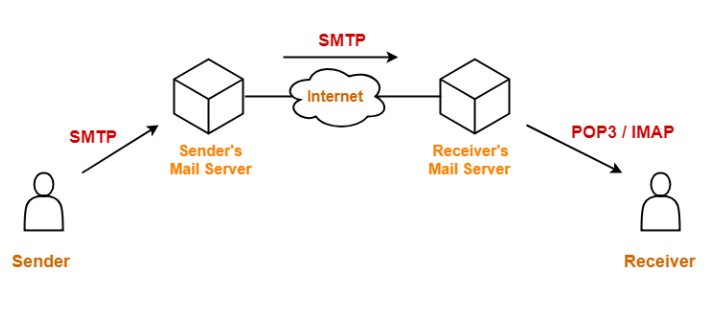 SMTP
Internet
SMTP
POP3 / IMAP
Sender's
Mail Server
Receiver's
Mail Server
Sender
Receiver